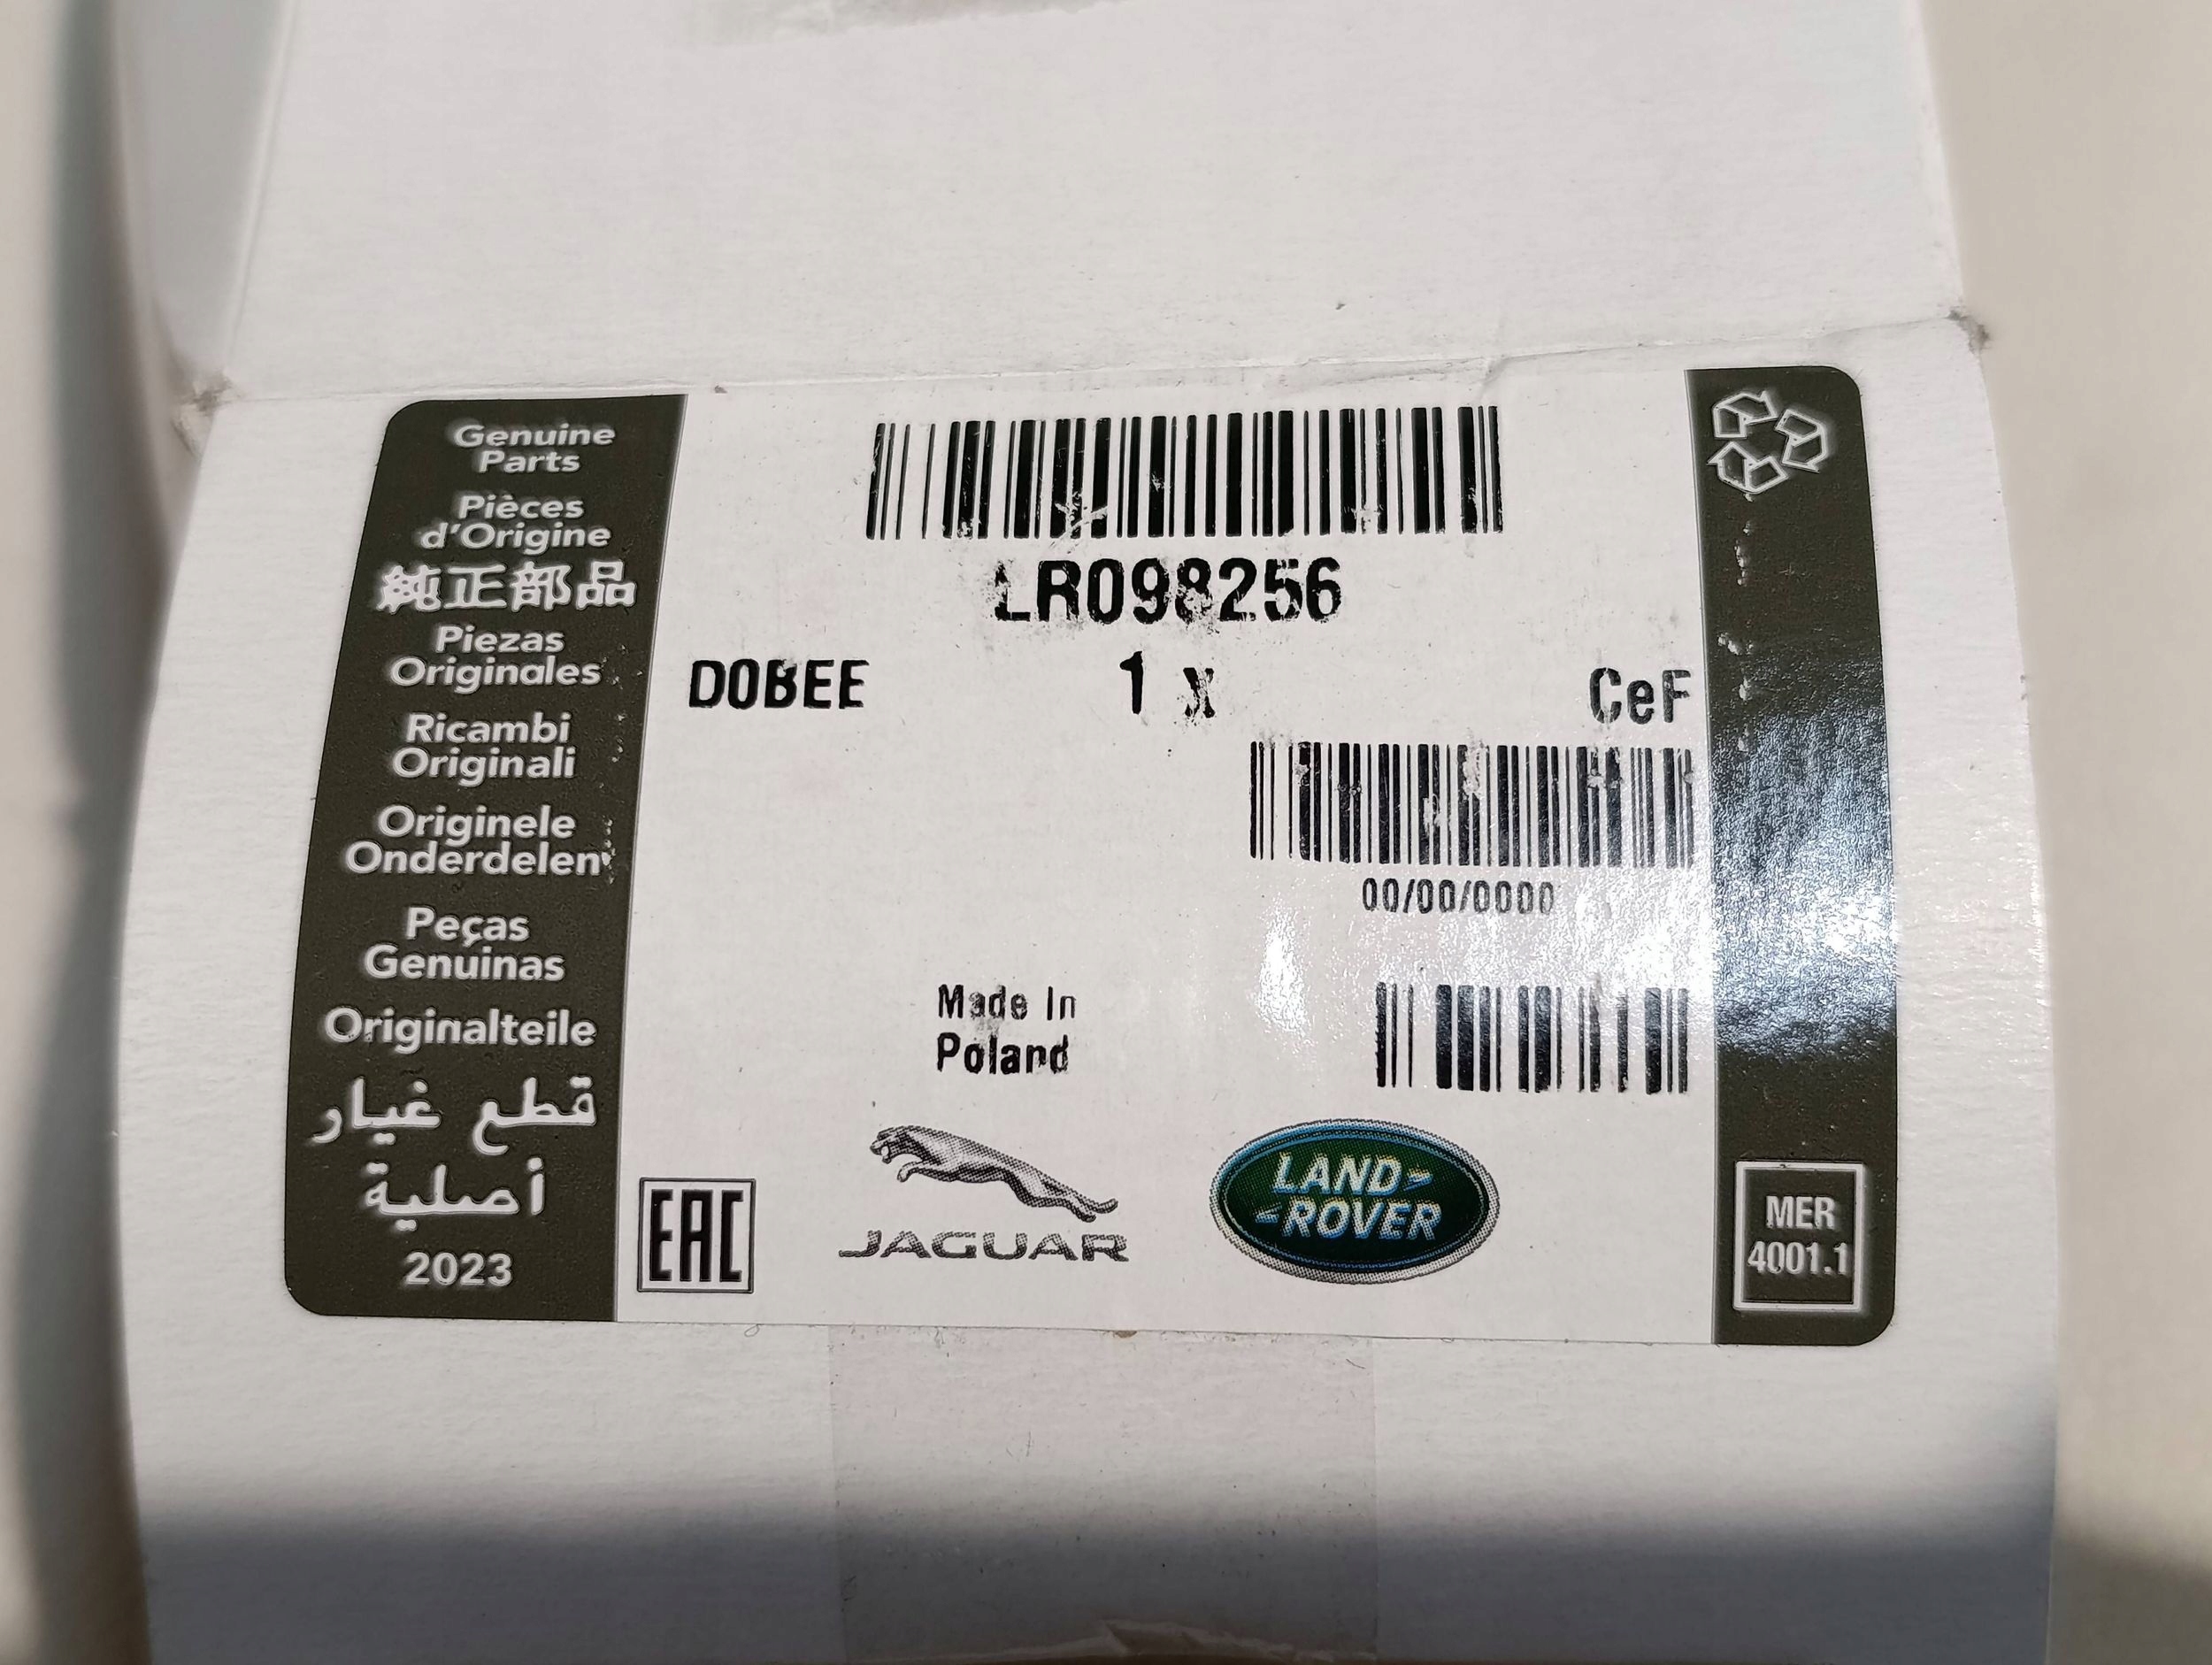 Genuine
Parts
Pièces
d'Origine
純正部品
Piezas
Originales
Ricambi
Originali
Originele
Onderdelen
Peças
Genuinas
Originalteile
قطع غيار
أصلية
2023
LR098256
DOBEE 1 x CeF
00/00/0000
Made In
Poland
EAC
JAGUAR
LAND
ROVER
MER
4001.1